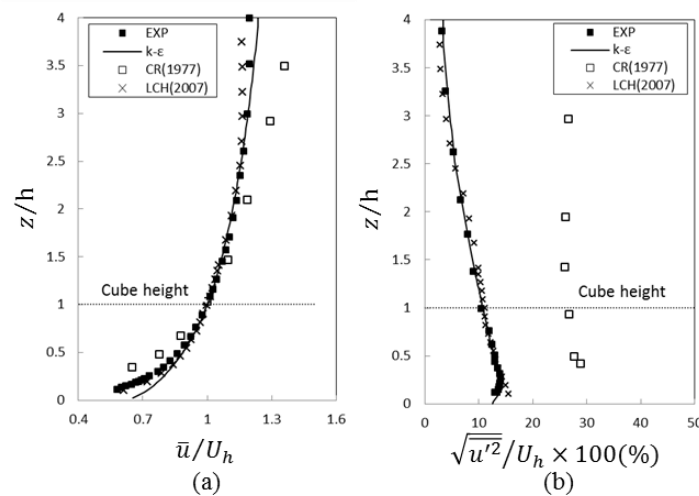 4
3.5
3
2.5
2
1.5
1
0.5
0
z/h
EXP
k-ε
CR(1977)
LCH(2007)
Cube height
0.4 0.7 1 1.3 1.6
ū/U_h
(a)
4
3.5
3
2.5
2
1.5
1
0.5
0
z/h
EXP
k-ε
CR(1977)
LCH(2007)
Cube height
0 10 20 30 40 50
√u′²‾/U_h × 100(%)
(b)